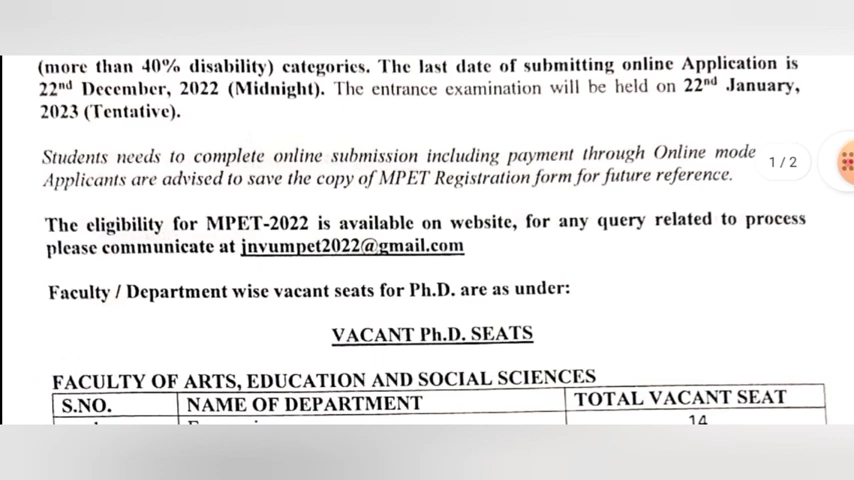 (more than 40% disability) categories. The last date of submitting online Application is
22nd December, 2022 (Midnight). The entrance examination will be held on 22nd January,
2023 (Tentative).
Students needs to complete online submission including payment through Online mode
Applicants are advised to save the copy of MPET Registration form for future reference.
1 / 2
The eligibility for MPET-2022 is available on website, for any query related to process
please communicate at jnvumpet2022@gmail.com
Faculty / Department wise vacant seats for Ph.D. are as under:
VACANT Ph.D. SEATS
FACULTY OF ARTS, EDUCATION AND SOCIAL SCIENCES
S.NO. NAME OF DEPARTMENT TOTAL VACANT SEAT
14